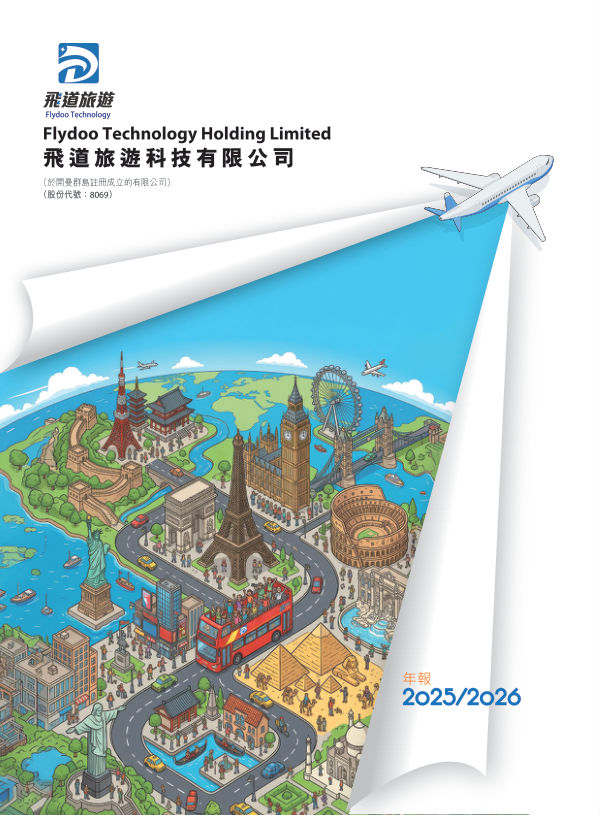 飛道旅遊
Flydoo Technology
Flydoo Technology Holding Limited
飛道旅遊科技有限公司
(於開曼群島註冊成立的有限公司)
(股份代號：8069)
年報
2025/2026